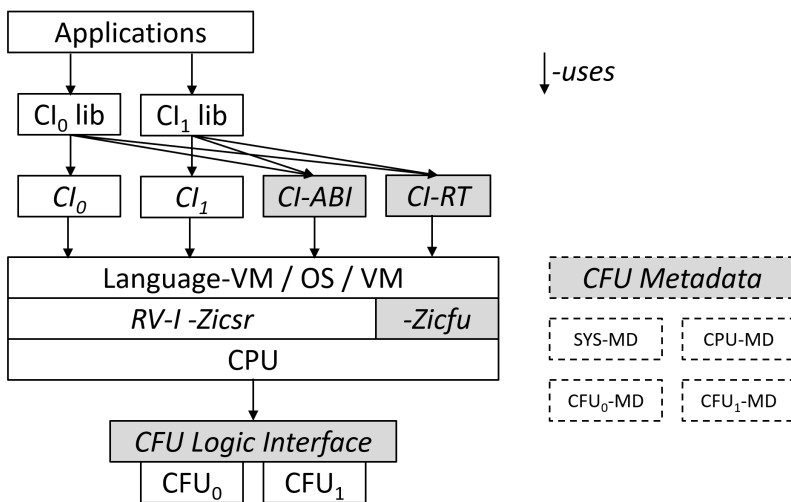 Applications
-uses
CI₀ lib
CI₁ lib
CI₀
CI₁
CI-ABI
CI-RT
Language-VM / OS / VM
CFU Metadata
RV-I -Zicsr
-Zicfu
SYS-MD
CPU-MD
CPU
CFU₀-MD
CFU₁-MD
CFU Logic Interface
CFU₀
CFU₁